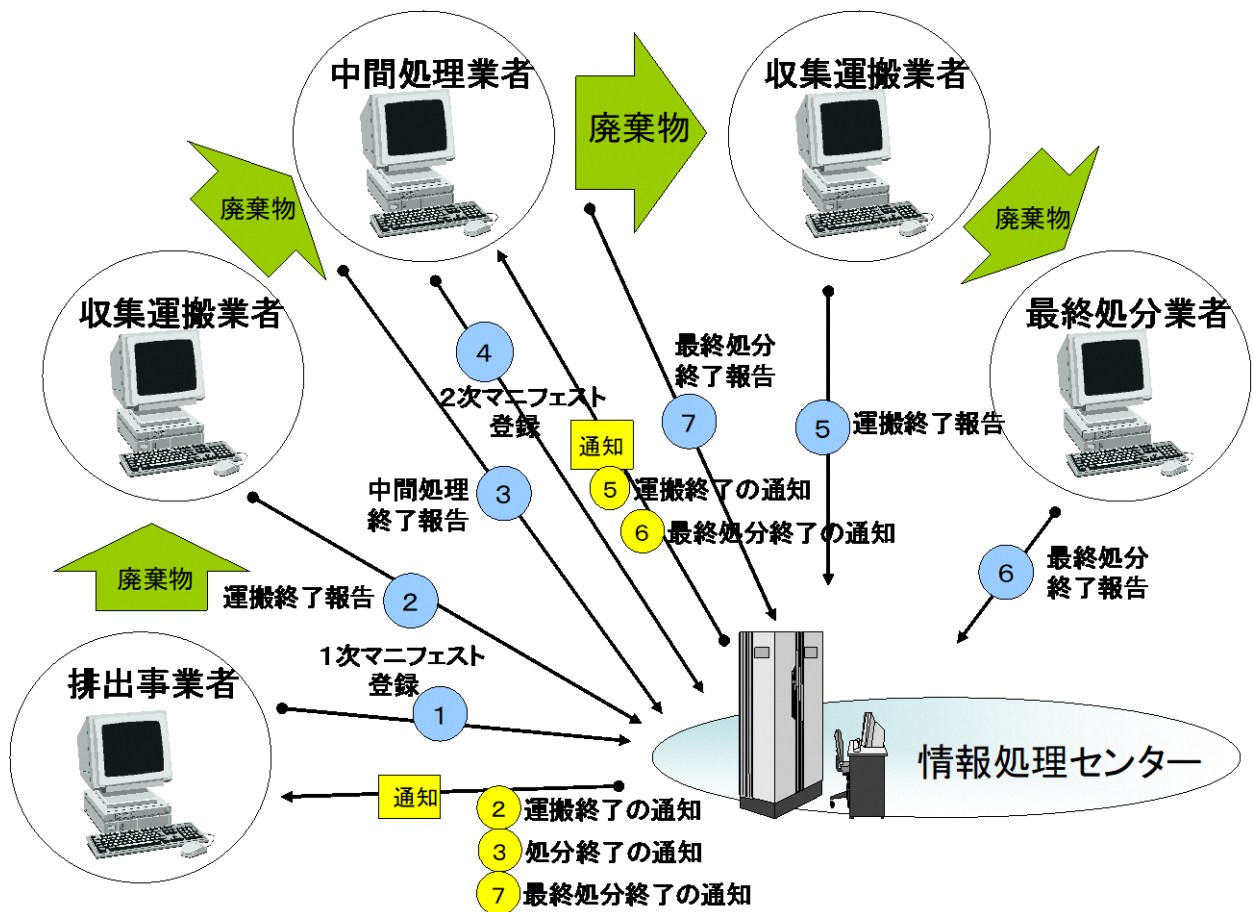 中間処理業者
廃棄物
収集運搬業者
廃棄物
廃棄物
収集運搬業者
最終処分業者
4
2次マニフェスト
登録
最終処分
終了報告
7
5
運搬終了報告
通知
5
運搬終了の通知
6
最終処分終了の通知
中間処理
終了報告
3
6
最終処分
終了報告
廃棄物
運搬終了報告
2
1次マニフェスト
登録
1
排出事業者
情報処理センター
通知
2
運搬終了の通知
3
処分終了の通知
7
最終処分終了の通知